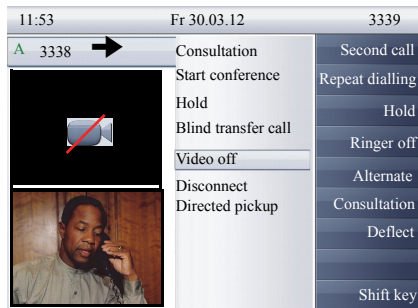 11:53 Fr 30.03.12 3339
A 3338
Consultation
Start conference
Hold
Blind transfer call
Video off
Disconnect
Directed pickup
Second call
Repeat dialling
Hold
Ringer off
Alternate
Consultation
Deflect
Shift key